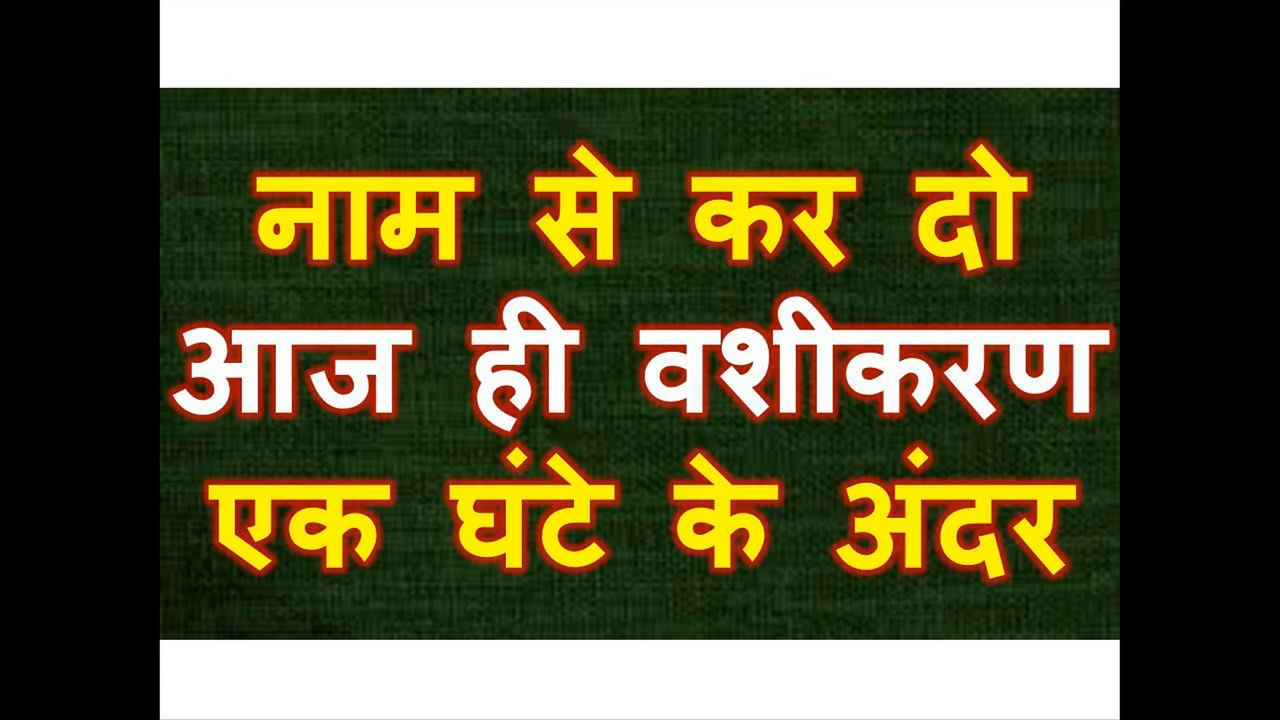 नाम से कर दो
आज ही वशीकरण
एक घंटे के अंदर